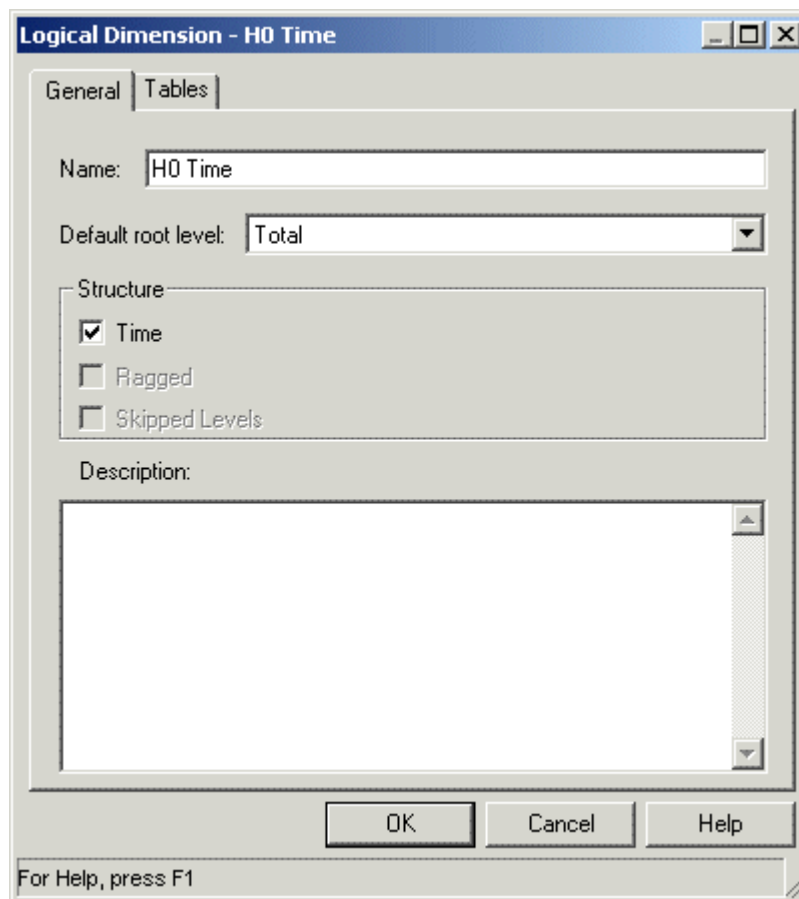 Logical Dimension - H0 Time
General Tables
Name: H0 Time
Default root level: Total
Structure
Time
Ragged
Skipped Levels
Description:
OK Cancel Help
For Help, press F1